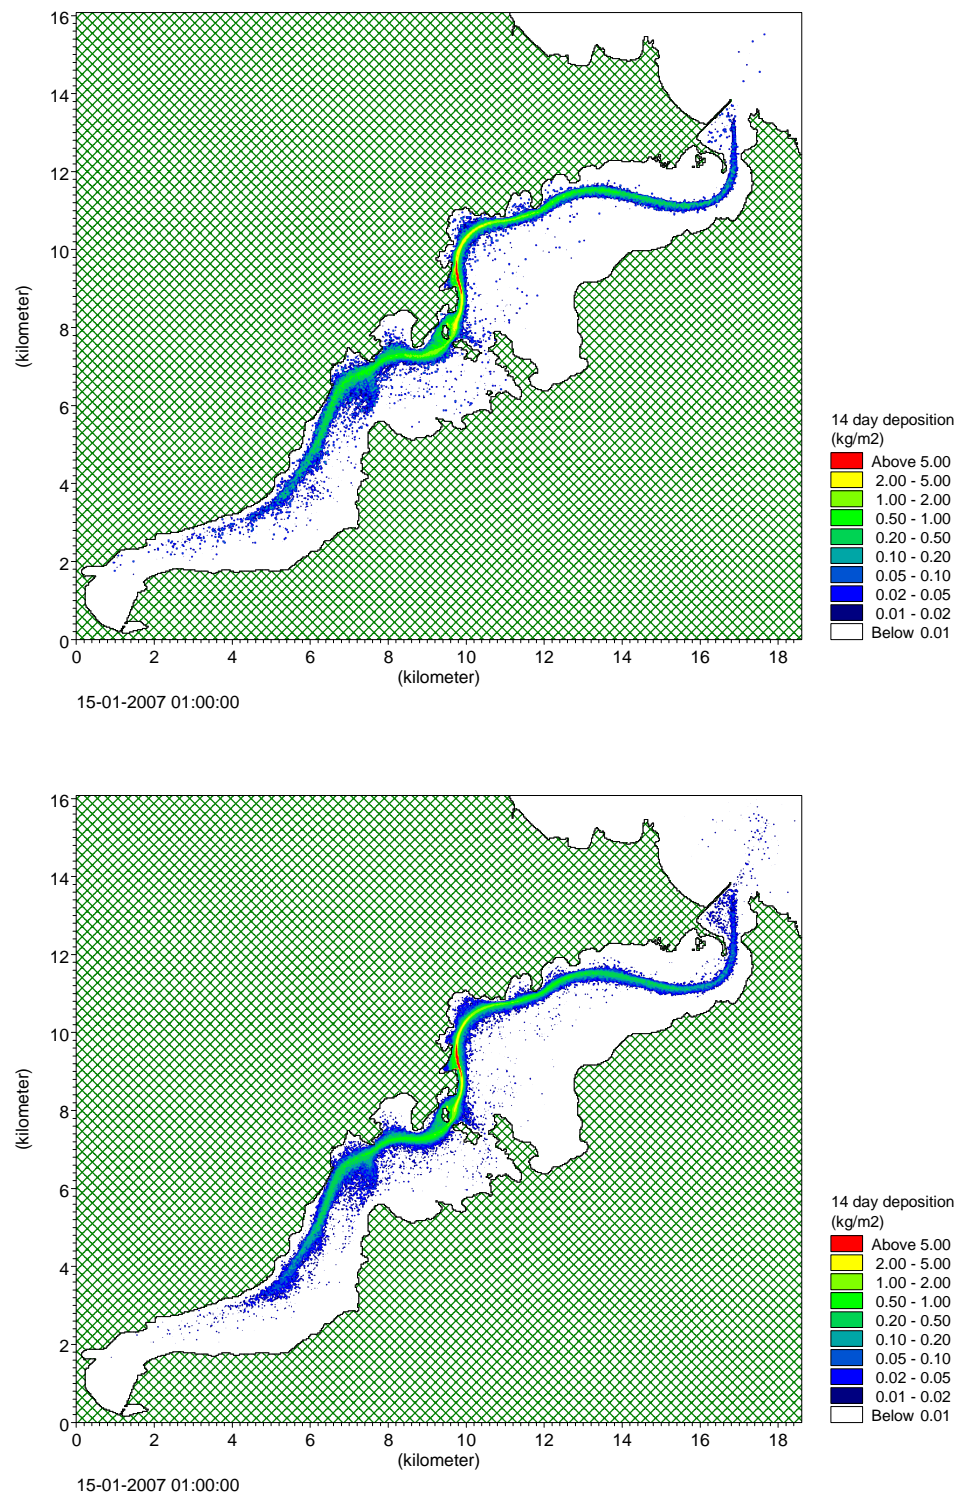 16
14
12
10
8
6
4
2
0
(kilometer)
0 2 4 6 8 10 12 14 16 18
(kilometer)
15-01-2007 01:00:00
14 day deposition
(kg/m2)
Above 5.00
2.00 - 5.00
1.00 - 2.00
0.50 - 1.00
0.20 - 0.50
0.10 - 0.20
0.05 - 0.10
0.02 - 0.05
0.01 - 0.02
Below 0.01
16
14
12
10
8
6
4
2
0
(kilometer)
0 2 4 6 8 10 12 14 16 18
(kilometer)
15-01-2007 01:00:00
14 day deposition
(kg/m2)
Above 5.00
2.00 - 5.00
1.00 - 2.00
0.50 - 1.00
0.20 - 0.50
0.10 - 0.20
0.05 - 0.10
0.02 - 0.05
0.01 - 0.02
Below 0.01